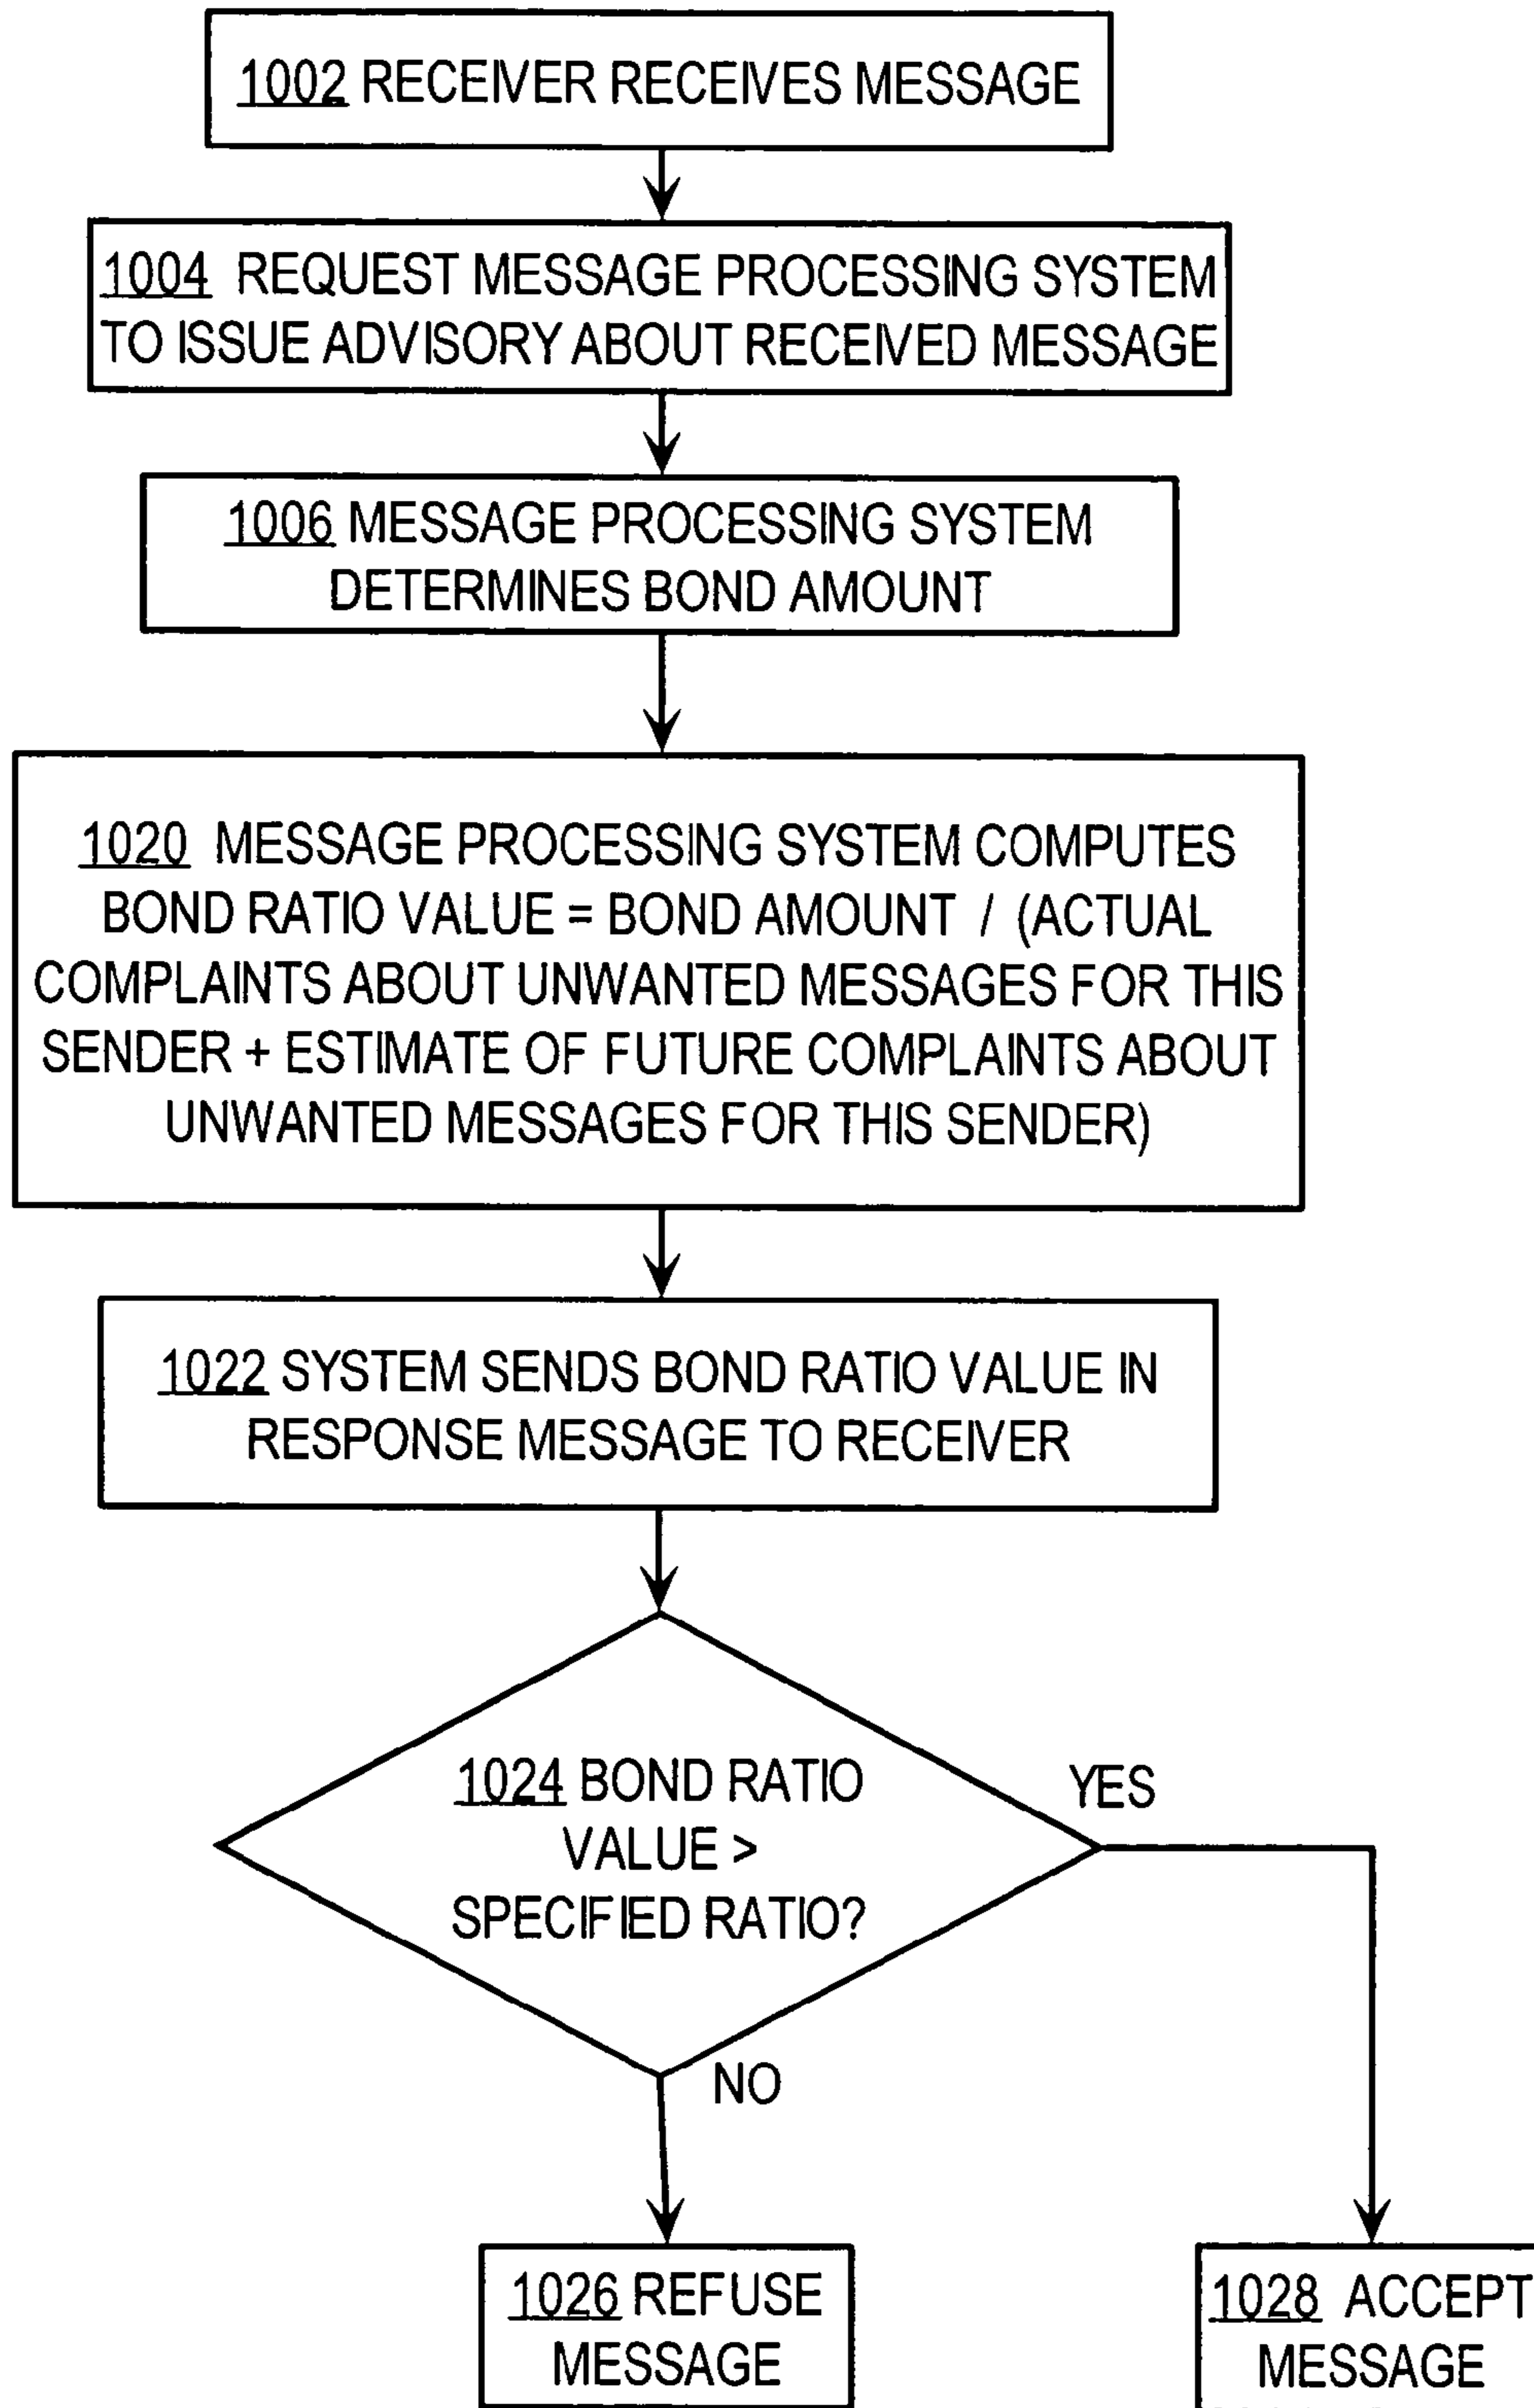 1002 RECEIVER RECEIVES MESSAGE
1004 REQUEST MESSAGE PROCESSING SYSTEM
TO ISSUE ADVISORY ABOUT RECEIVED MESSAGE
1006 MESSAGE PROCESSING SYSTEM
DETERMINES BOND AMOUNT
1020 MESSAGE PROCESSING SYSTEM COMPUTES
BOND RATIO VALUE = BOND AMOUNT / (ACTUAL
COMPLAINTS ABOUT UNWANTED MESSAGES FOR THIS
SENDER + ESTIMATE OF FUTURE COMPLAINTS ABOUT
UNWANTED MESSAGES FOR THIS SENDER)
1022 SYSTEM SENDS BOND RATIO VALUE IN
RESPONSE MESSAGE TO RECEIVER
1024 BOND RATIO
VALUE >
SPECIFIED RATIO?
YES
NO
1026 REFUSE
MESSAGE
1028 ACCEPT
MESSAGE